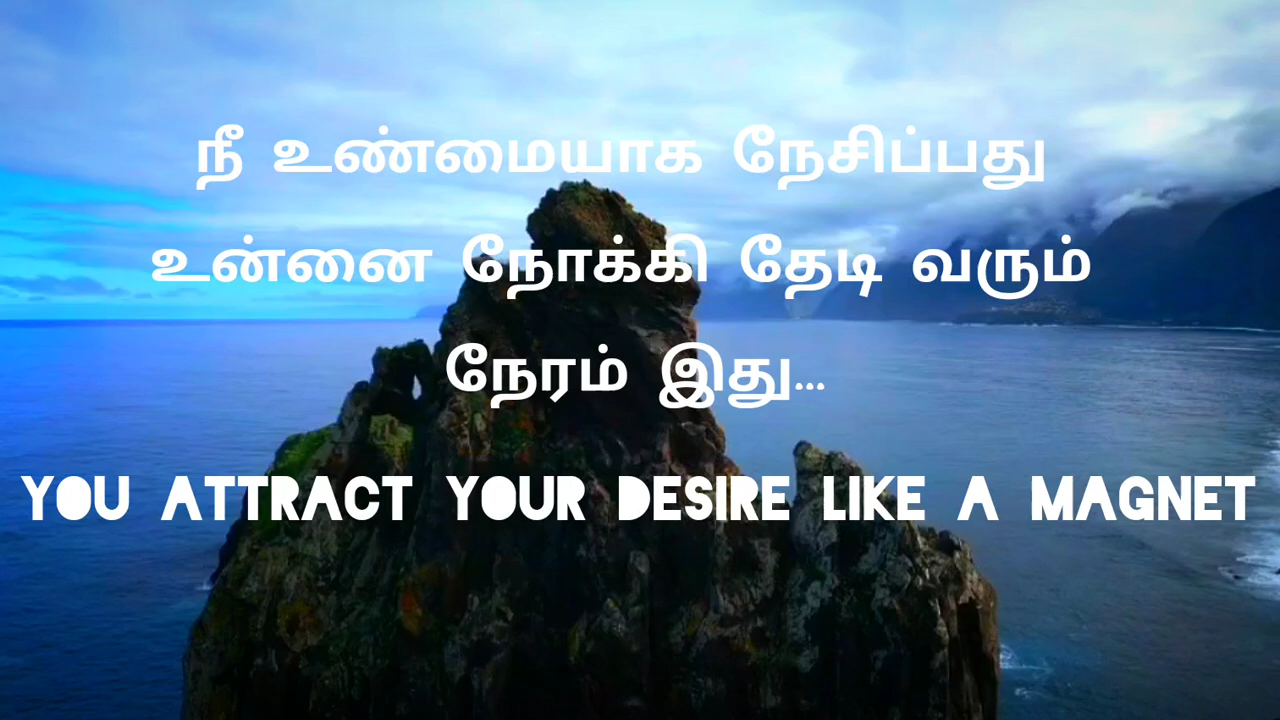 நீ உண்மையாக நேசிப்பது
உன்னை நோக்கி தேடி வரும்
நேரம் இது...
YOU ATTRACT YOUR DESIRE LIKE A MAGNET